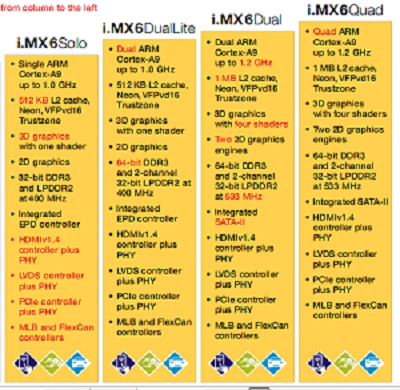 from column to the left
i.MX6Solo
• Single ARM
Cortex-A9
up to 1.0 GHz
• 512 KB L2 cache,
Neon, VFPvd16
Trustzone
• 3D graphics
with one shader
• 2D graphics
• 32-bit DDR3
and LPDDR2
at 400 MHz
• Integrated
EPD controller
• HDMIv1.4
controller plus
PHY
• LVDS controller
plus PHY
• PCIe controller
plus PHY
• MLB and FlexCan
controllers
i.MX6DualLite
• Dual ARM
Cortex-A9
up to 1.0 GHz
• 512 KB L2 cache,
Neon, VFPvd16
Trustzone
• 3D graphics
with one shader
• 2D graphics
• 64-bit DDR3
and 2-channel
32-bit LPDDR2 at
400 MHz
• Integrated
EPD controller
• HDMIv1.4
controller plus
PHY
• LVDS controller
plus PHY
• PCIe controller
plus PHY
• MLB and FlexCan
controllers
i.MX6Dual
• Dual ARM
Cortex-A9
up to 1.2 GHz
• 1 MB L2 cache,
Neon, VFPvd16
Trustzone
• 3D graphics
with four shaders
• Two 2D graphics
engines
• 64-bit DDR3
and 2-channel
32-bit LPDDR2
at 533 MHz
• Integrated
SATA-II
• HDMIv1.4
controller plus
PHY
• LVDS controller
plus PHY
• PCIe controller
plus PHY
• MLB and FlexCan
controllers
i.MX6Quad
• Quad ARM
Cortex-A9
up to 1.2 GHz
• 1 MB L2 cache,
Neon, VFPvd16
Trustzone
• 3D graphics
with four shaders
• Two 2D graphics
engines
• 64-bit DDR3
and 2-channel
32-bit LPDDR2
at 533 MHz
• Integrated SATA-II
• HDMIv1.4
controller plus
PHY
• LVDS controller
plus PHY
• PCIe controller
plus PHY
• MLB and FlexCan
controllers